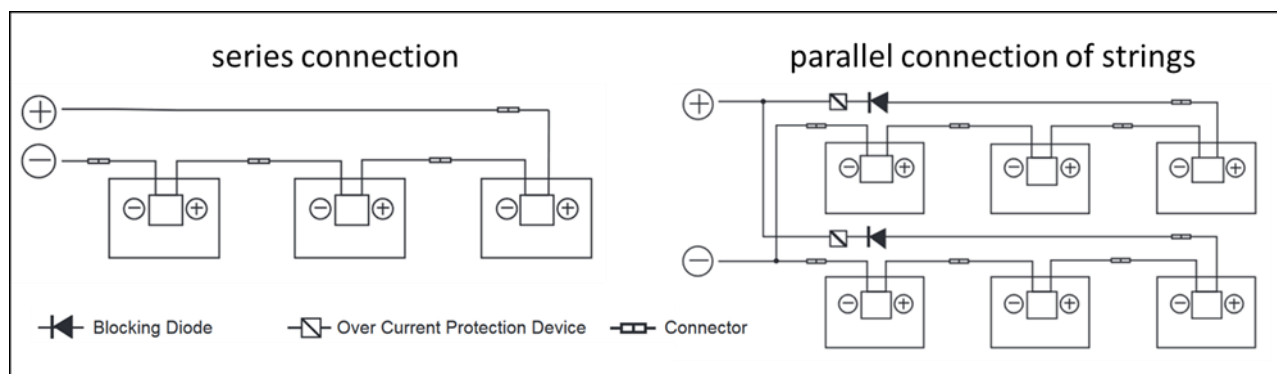 series connection
parallel connection of strings
+
−
− +
− +
− +
+
−
− +
− +
− +
− +
− +
− +
Blocking Diode
Over Current Protection Device
Connector